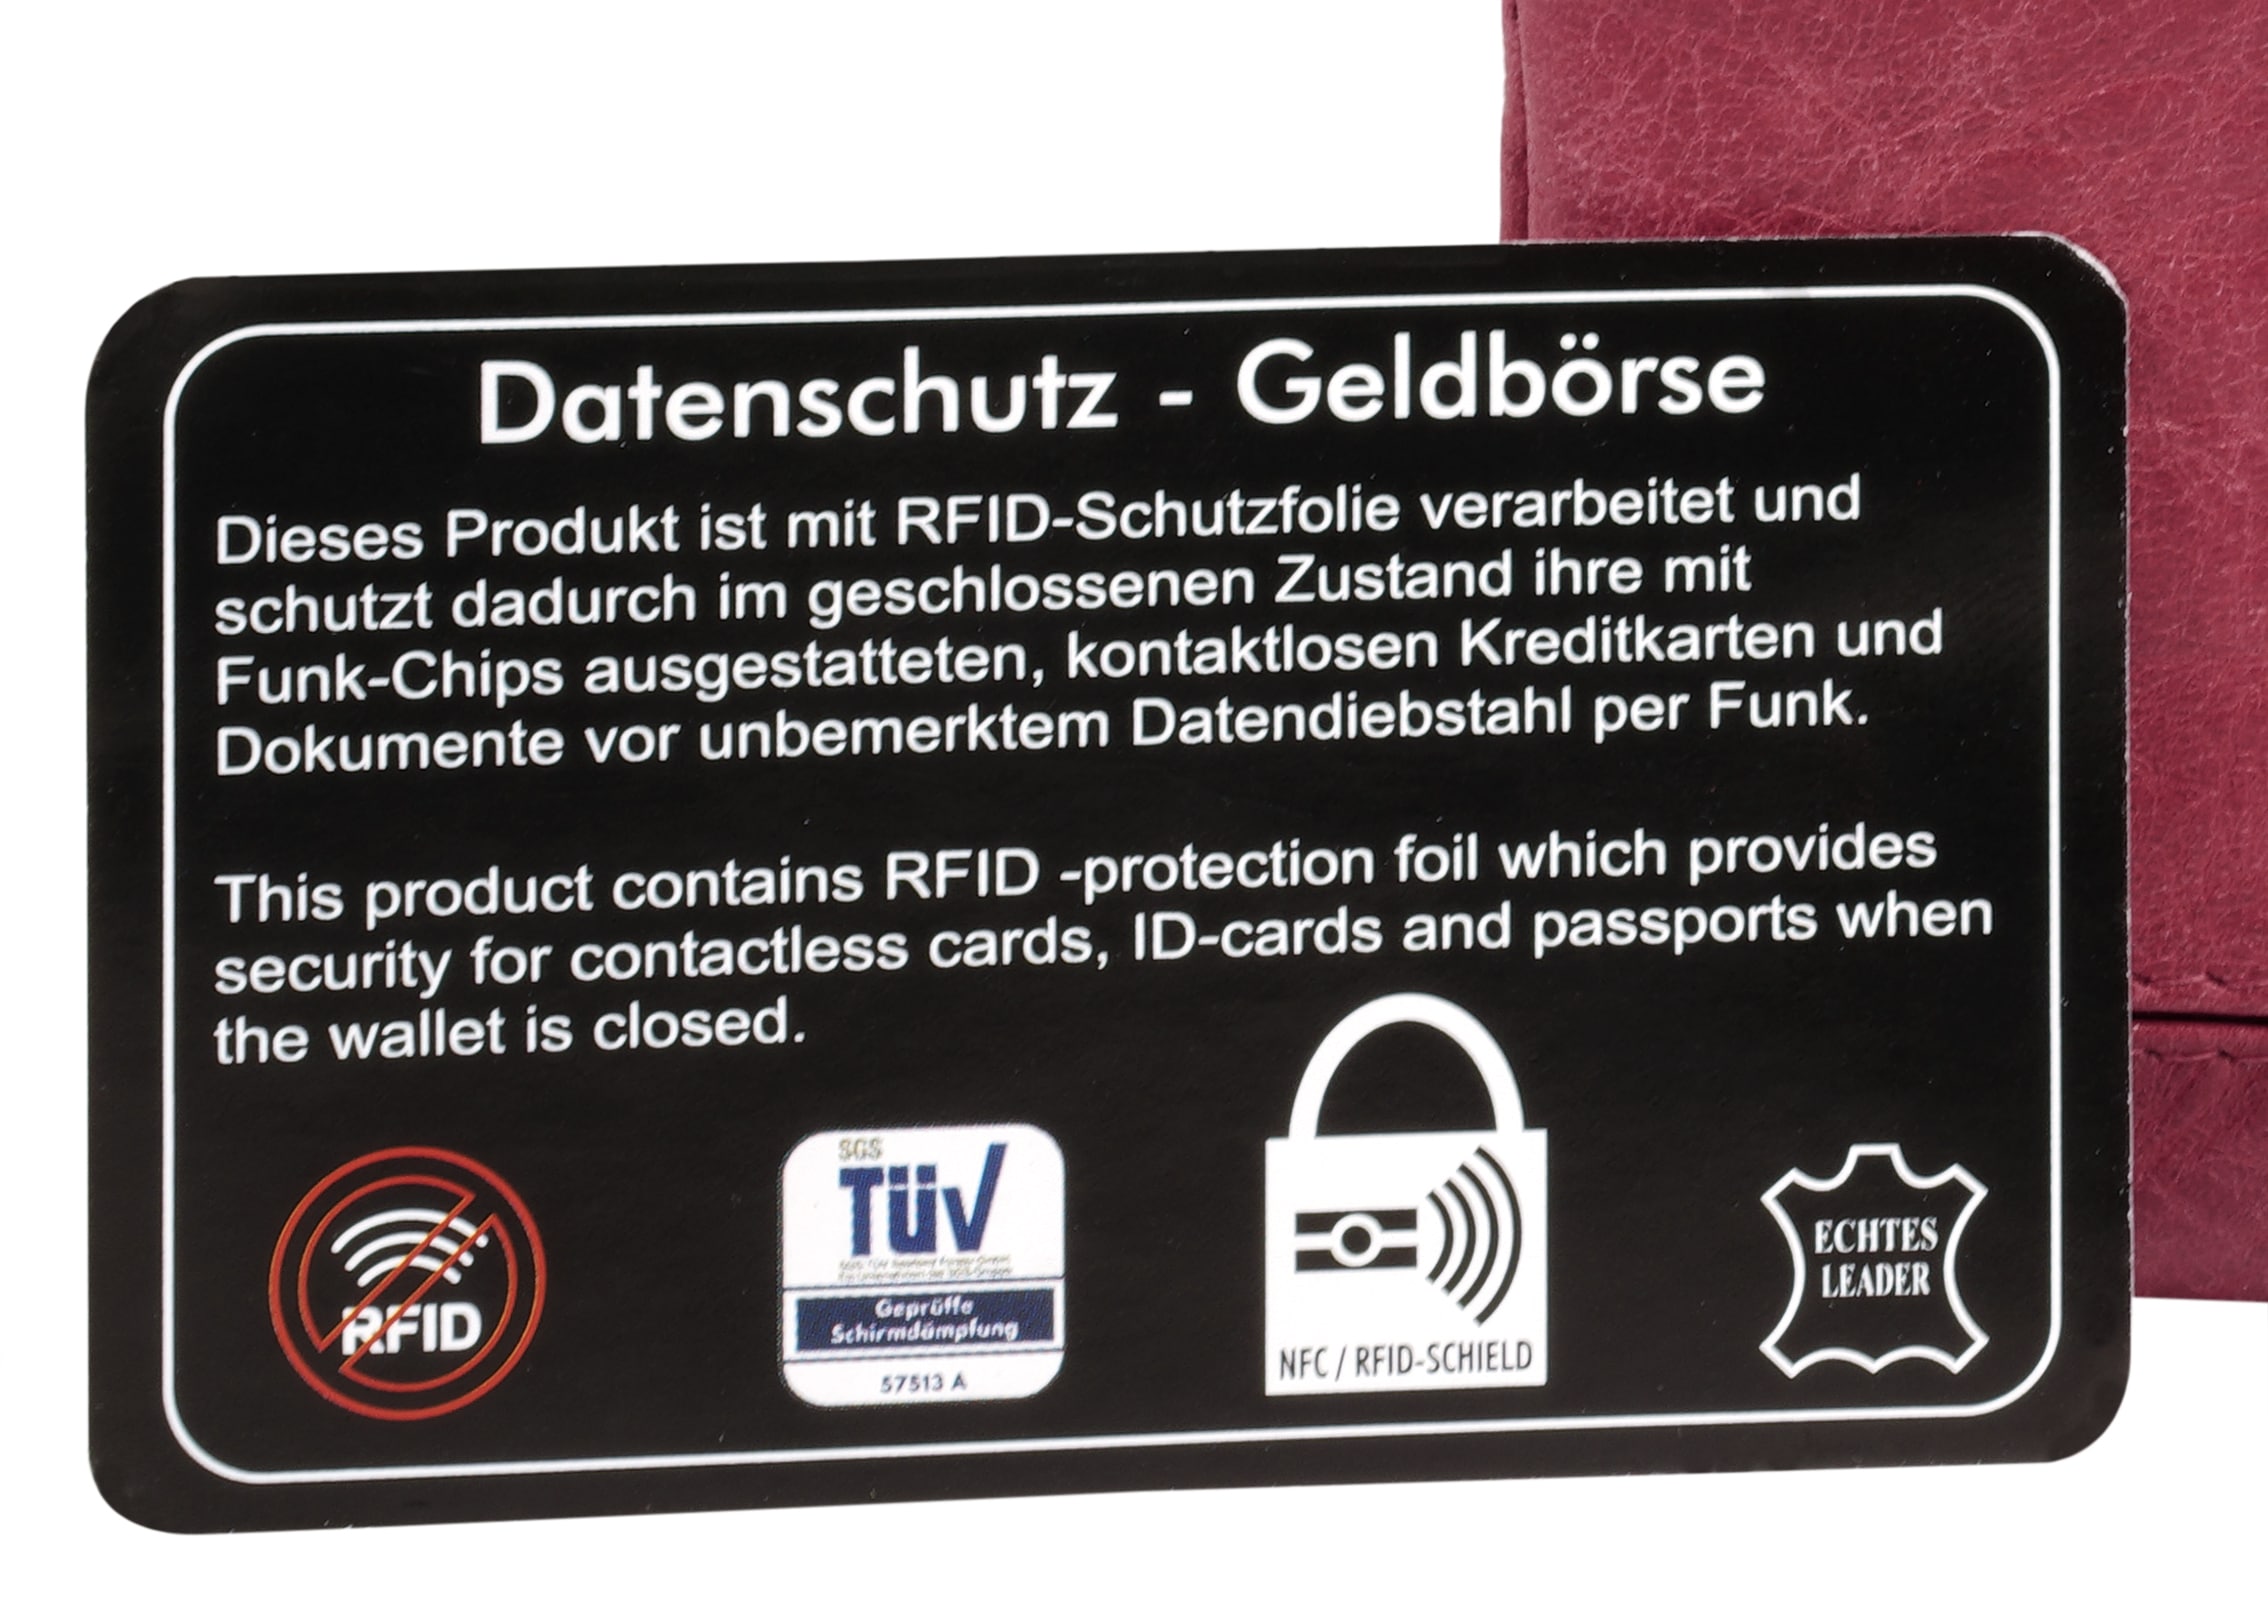 Datenschutz - Geldbörse
Dieses Produkt ist mit RFID-Schutzfolie verarbeitet und
schutzt dadurch im geschlossenen Zustand ihre mit
Funk-Chips ausgestatteten, kontaktlosen Kreditkarten und
Dokumente vor unbemerktem Datendiebstahl per Funk.
This product contains RFID -protection foil which provides
security for contactless cards, ID-cards and passports when
the wallet is closed.
RFID
SGS
TÜV
Geprüfte
Schirmdämpfung
57513 A
NFC / RFID-SCHIELD
ECHTES
LEADER